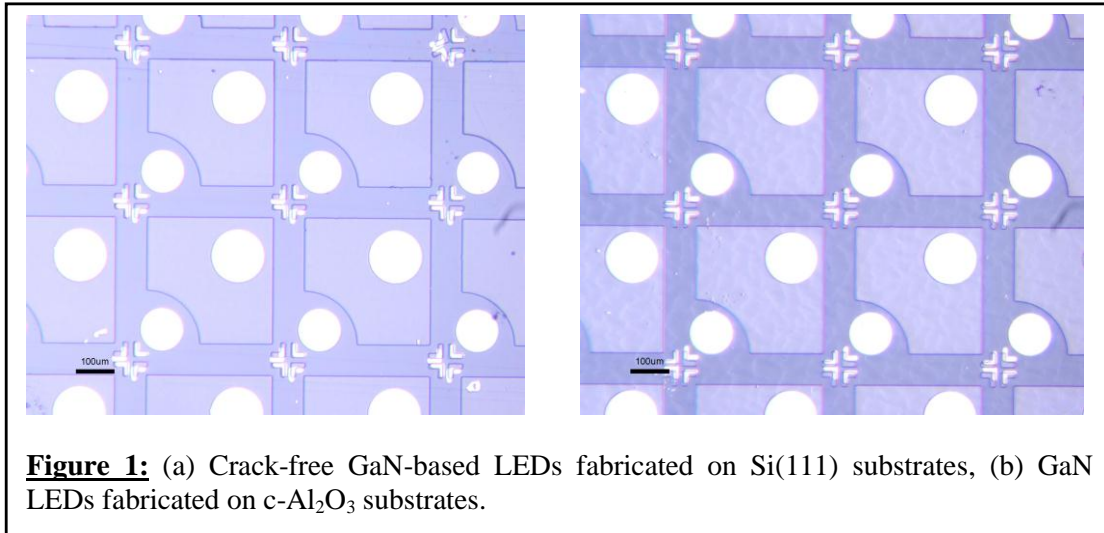 100um
100um
Figure 1: (a) Crack-free GaN-based LEDs fabricated on Si(111) substrates, (b) GaN
LEDs fabricated on c-Al₂O₃ substrates.